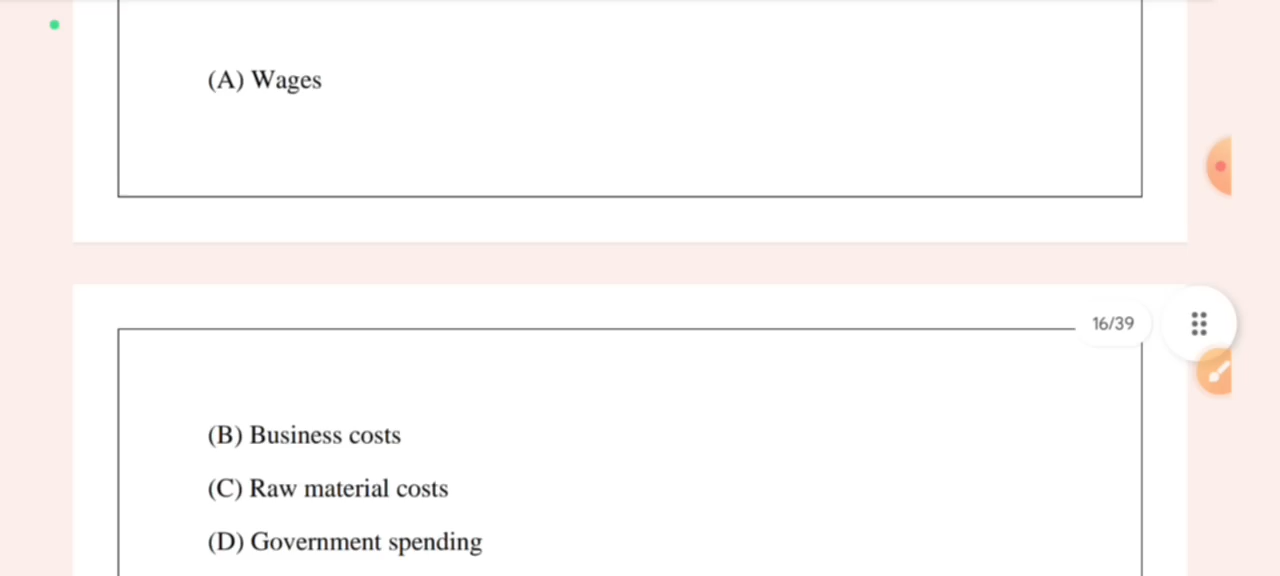 (A) Wages
16/39
(B) Business costs
(C) Raw material costs
(D) Government spending